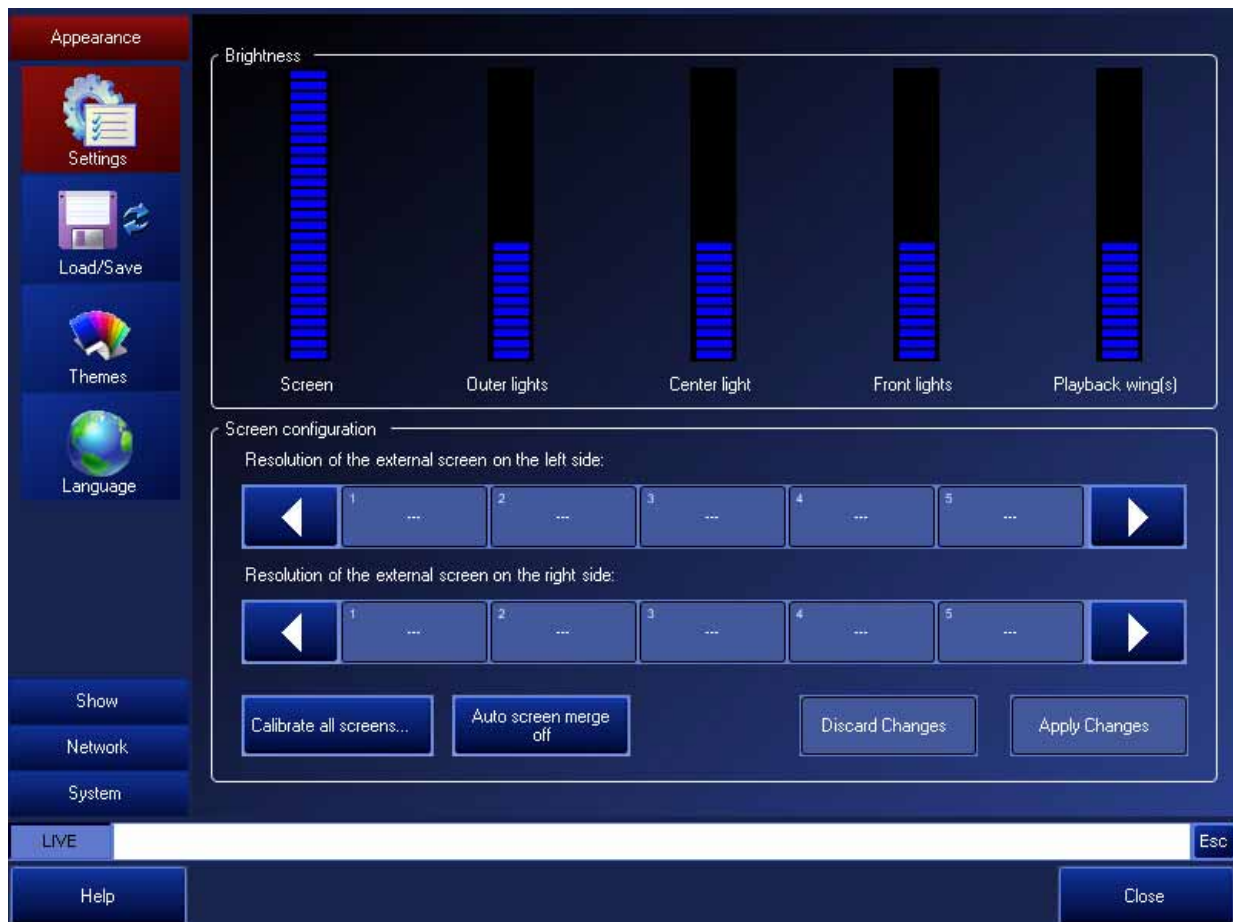 Appearance
Settings
Load/Save
Themes
Language
Show
Network
System
Brightness
Screen
Outer lights
Center light
Front lights
Playback wing(s)
Screen configuration
Resolution of the external screen on the left side:
1 --- 2 --- 3 --- 4 --- 5 ---
Resolution of the external screen on the right side:
1 --- 2 --- 3 --- 4 --- 5 ---
Calibrate all screens...
Auto screen merge
off
Discard Changes
Apply Changes
LIVE
Esc
Help
Close